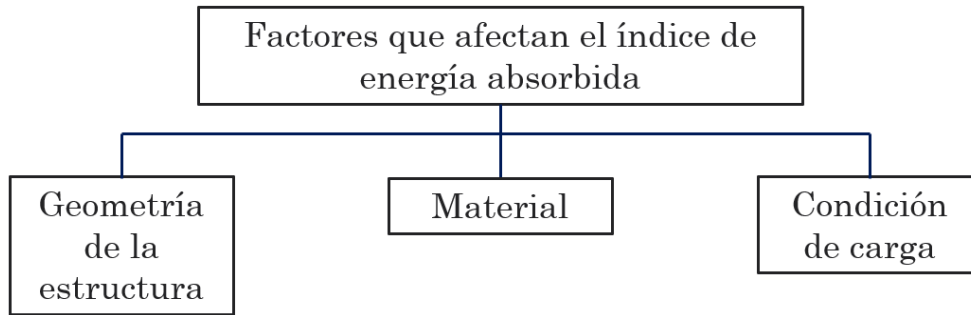 Factores que afectan el índice de
energía absorbida
Geometría
de la
estructura
Material
Condición
de carga